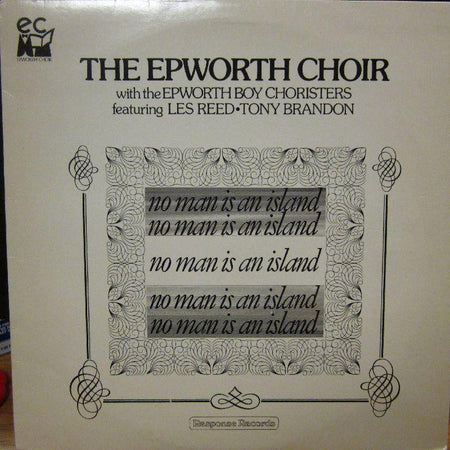 ec
EPWORTH CHOIR
THE EPWORTH CHOIR
with the EPWORTH BOY CHORISTERS
featuring LES REED•TONY BRANDON
no man is an island
no man is an island
no man is an island
no man is an island
no man is an island
Response Records